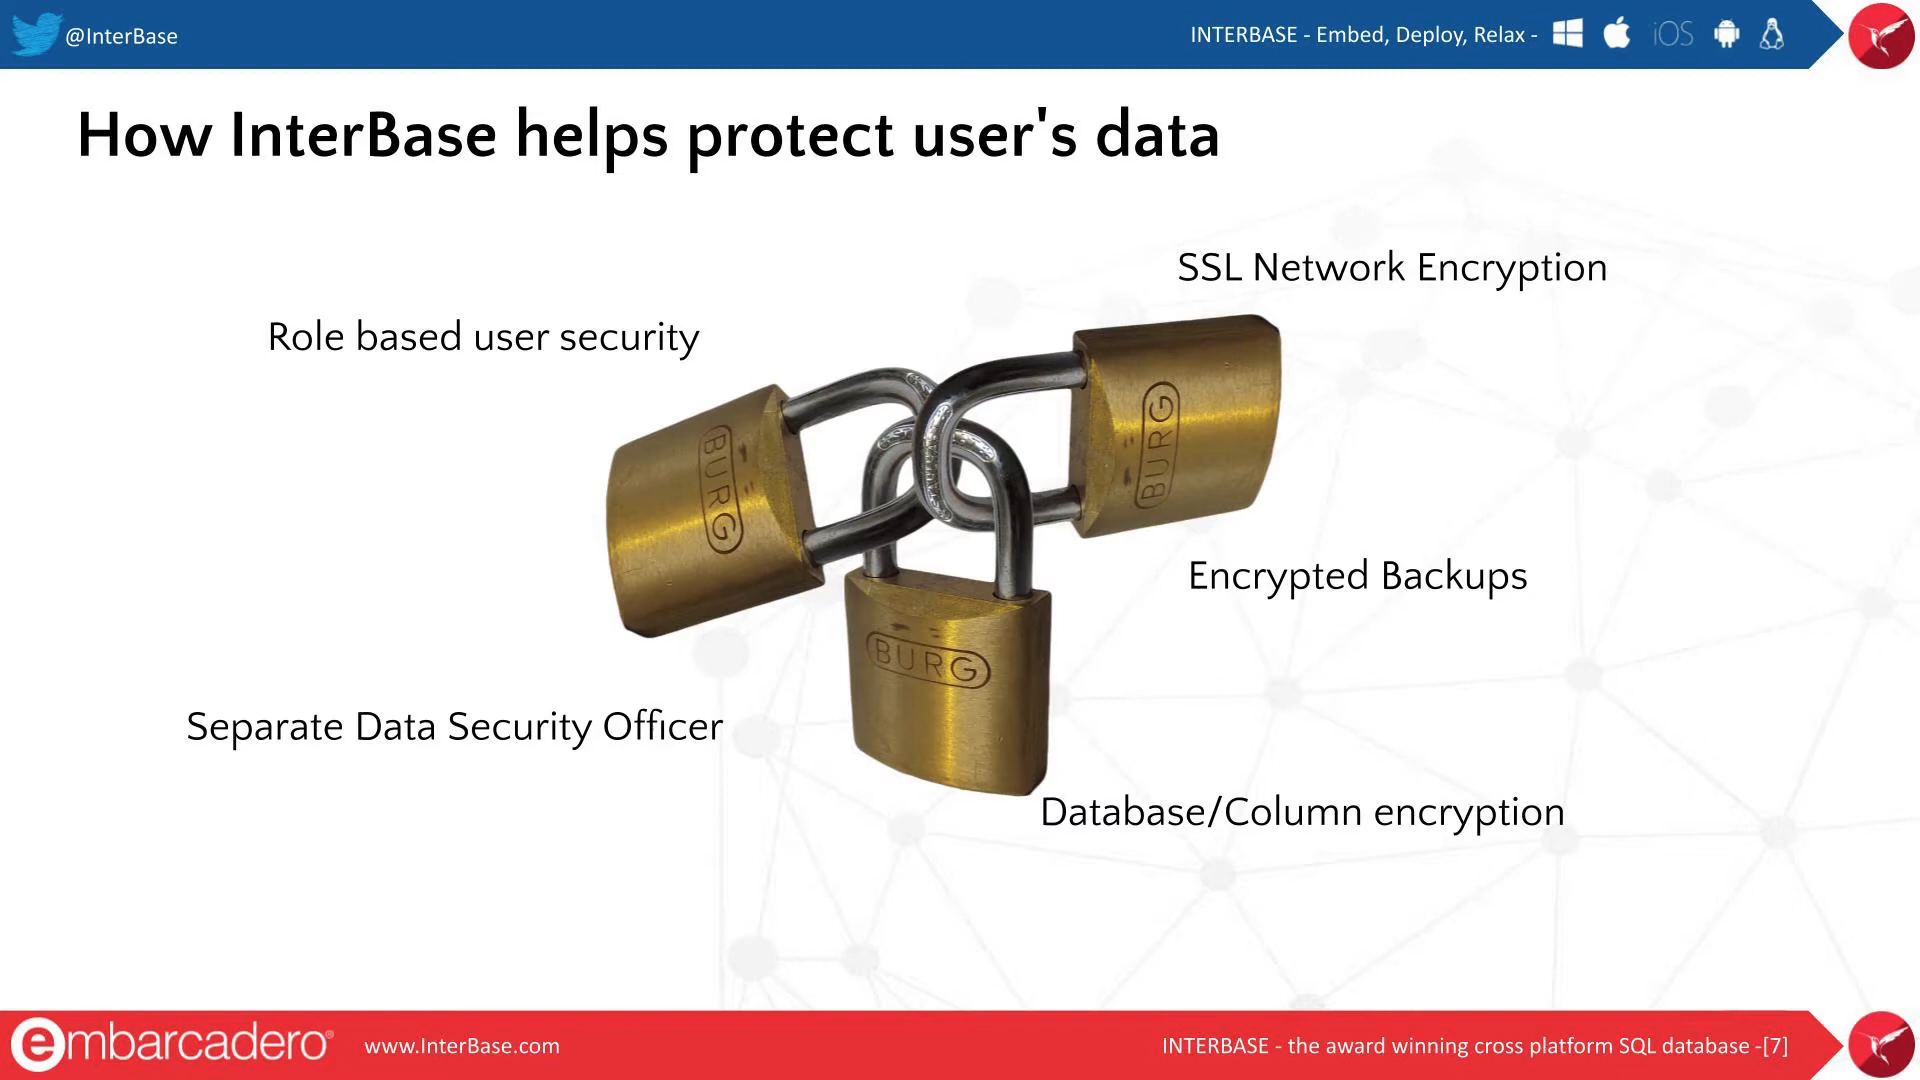 @InterBase
INTERBASE - Embed, Deploy, Relax -
iOS
How InterBase helps protect user's data
SSL Network Encryption
Role based user security
BURG
BURG
Encrypted Backups
BURG
Separate Data Security Officer
Database/Column encryption
embarcadero®
www.InterBase.com
INTERBASE - the award winning cross platform SQL database -[7]